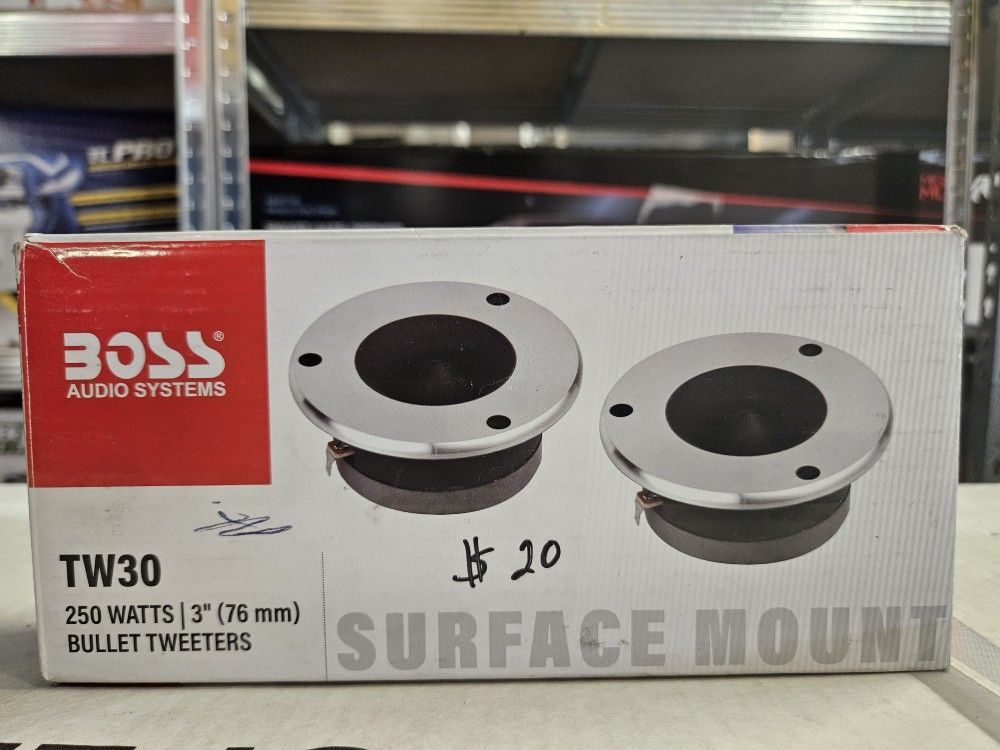 BOSS®
AUDIO SYSTEMS
TW30
250 WATTS | 3" (76 mm)
BULLET TWEETERS
$ 20
SURFACE MOUNT